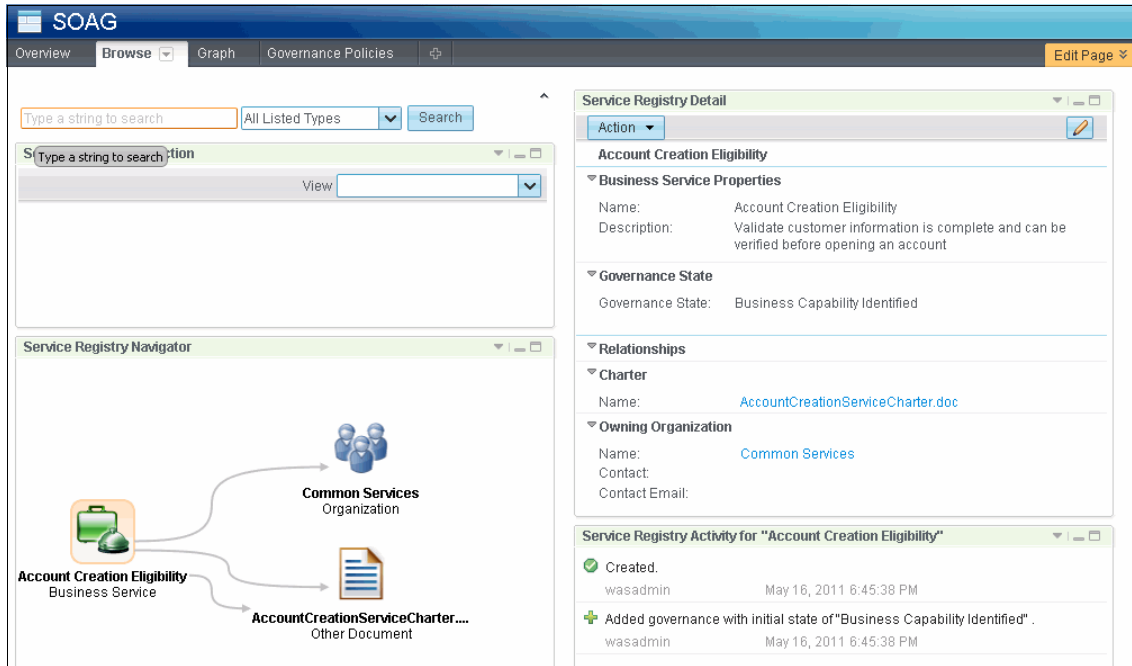 SOAG
Overview Browse Graph Governance Policies
Edit Page
Type a string to search All Listed Types Search
Type a string to search
View
Service Registry Navigator
Common Services
Organization
Account Creation Eligibility
Business Service
AccountCreationServiceCharter....
Other Document
Service Registry Detail
Action
Account Creation Eligibility
Business Service Properties
Name: Account Creation Eligibility
Description: Validate customer information is complete and can be
verified before opening an account
Governance State
Governance State: Business Capability Identified
Relationships
Charter
Name: AccountCreationServiceCharter.doc
Owning Organization
Name: Common Services
Contact:
Contact Email:
Service Registry Activity for "Account Creation Eligibility"
Created.
wasadmin May 16, 2011 6:45:38 PM
Added governance with initial state of"Business Capability Identified" .
wasadmin May 16, 2011 6:45:38 PM